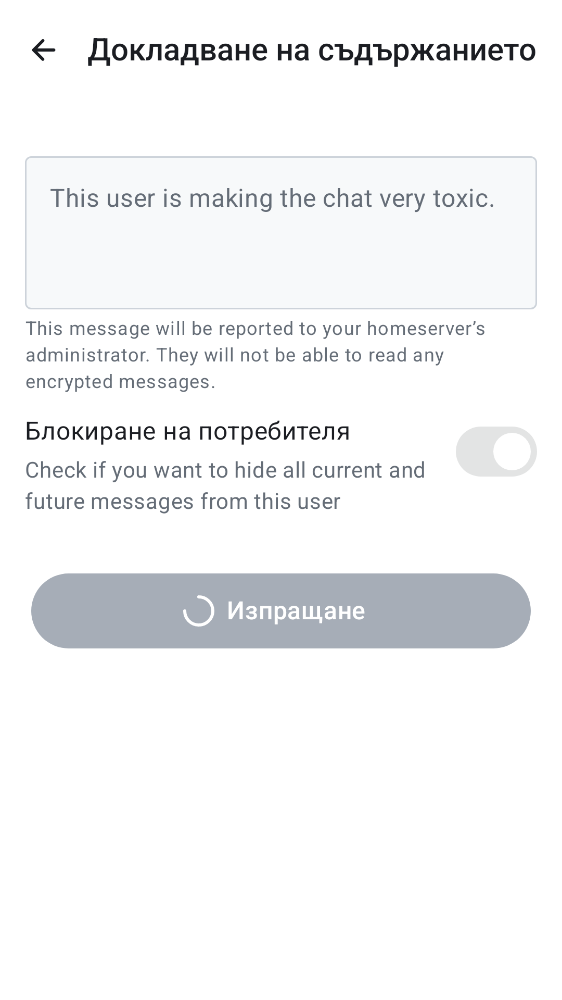 Докладване на съдържанието
This user is making the chat very toxic.
This message will be reported to your homeserver’s
administrator. They will not be able to read any
encrypted messages.
Блокиране на потребителя
Check if you want to hide all current and
future messages from this user
Изпращане